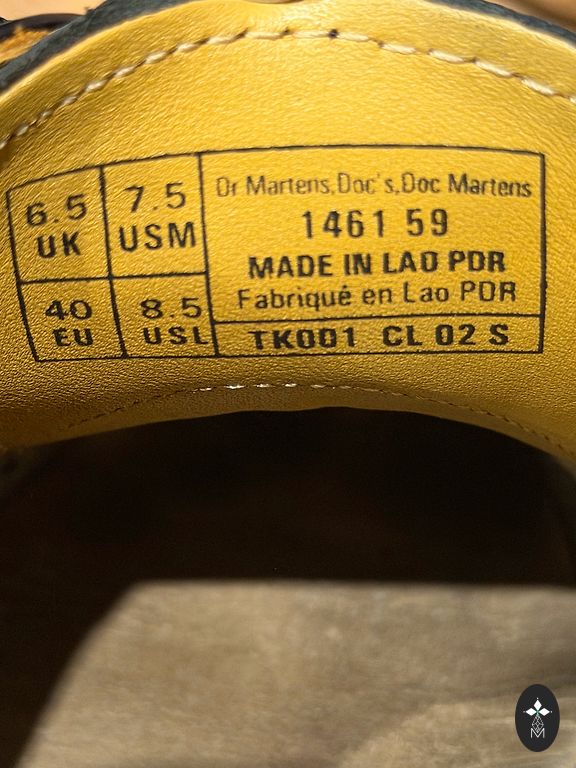 6.5 UK
7.5 USM
40 EU
8.5 USL
Dr Martens,Doc's,Doc Martens
1461 59
MADE IN LAO PDR
Fabriqué en Lao PDR
TK001 CL 02 S
M